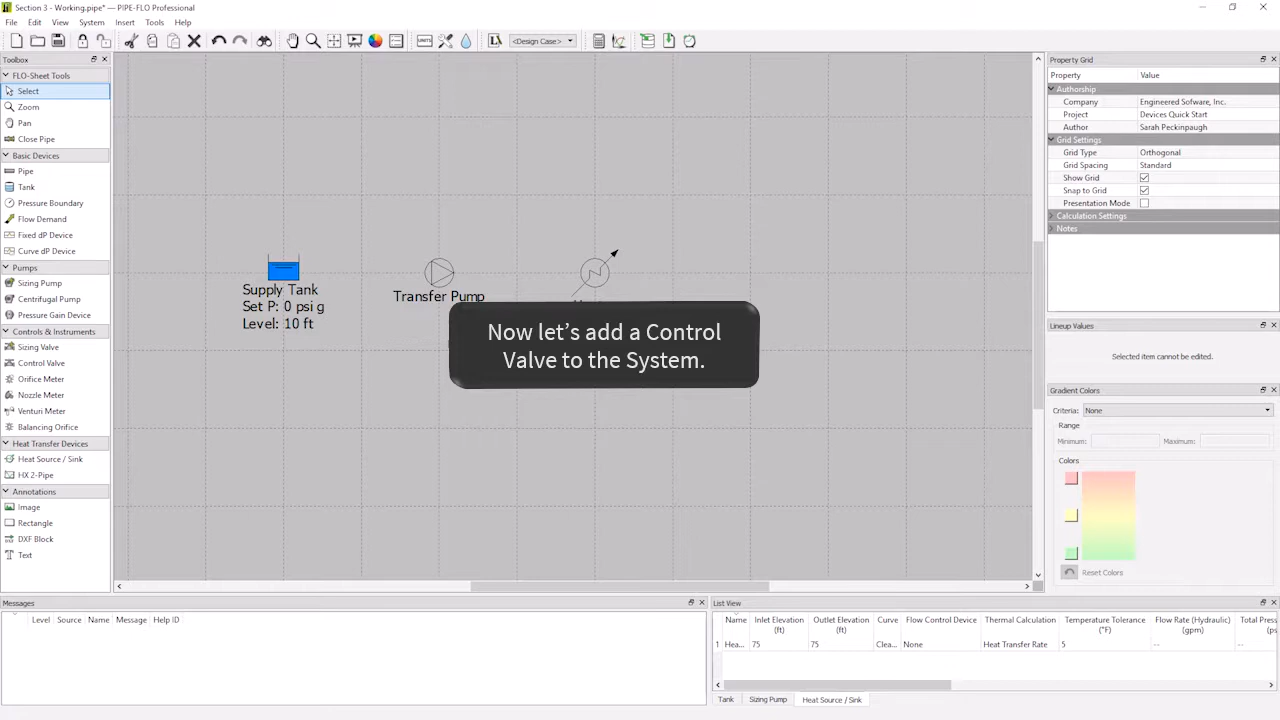 Section 3 - Working.pipe* — PIPE-FLO Professional
File Edit View System Insert Tools Help
<Design Case>
Toolbox
FLO-Sheet Tools
Select
Zoom
Pan
Close Pipe
Basic Devices
Pipe
Tank
Pressure Boundary
Flow Demand
Fixed dP Device
Curve dP Device
Pumps
Sizing Pump
Centrifugal Pump
Pressure Gain Device
Controls & Instruments
Sizing Valve
Control Valve
Orifice Meter
Nozzle Meter
Venturi Meter
Balancing Orifice
Heat Transfer Devices
Heat Source / Sink
HX 2-Pipe
Annotations
Image
Rectangle
DXF Block
Text
Supply Tank
Set P: 0 psi g
Level: 10 ft
Transfer Pump
Now let's add a Control
Valve to the System.
Property Grid
Property Value
Authorship
Company Engineered Sofware, Inc.
Project Devices Quick Start
Author Sarah Peckinpaugh
Grid Settings
Grid Type Orthogonal
Grid Spacing Standard
Show Grid
Snap to Grid
Presentation Mode
Calculation Settings
Notes
Lineup Values
Selected item cannot be edited.
Gradient Colors
Criteria: None
Range
Minimum: Maximum:
Colors
Reset Colors
Messages
Level Source Name Message Help ID
List View
Name Inlet Elevation (ft) Outlet Elevation (ft) Curve Flow Control Device Thermal Calculation Temperature Tolerance (°F) Flow Rate (Hydraulic) (gpm) Total Press (ps
1 Hea... 75 75 Clea... None Heat Transfer Rate 5 -- --
Tank Sizing Pump Heat Source / Sink